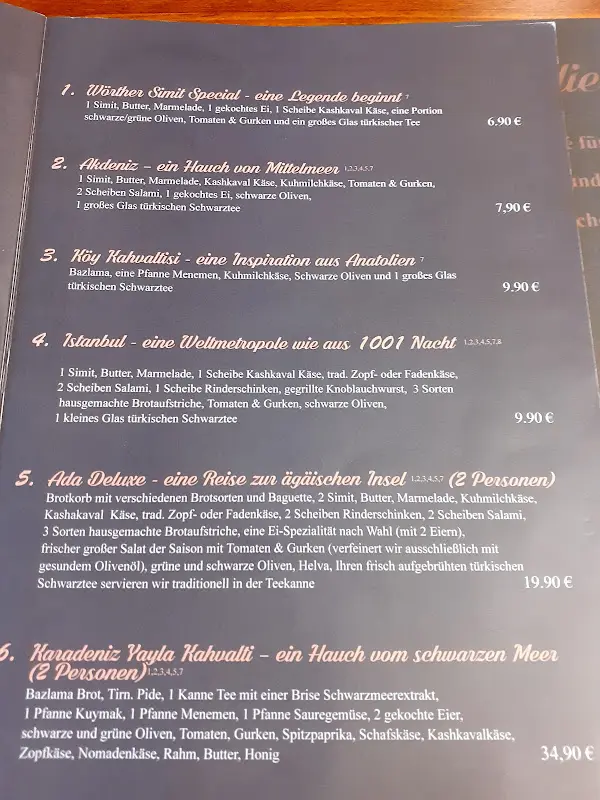 1. Wörther Simit Special - eine Legende beginnt 7
1 Simit, Butter, Marmelade, 1 gekochtes Ei, 1 Scheibe Kashkaval Käse, eine Portion
schwarze/grüne Oliven, Tomaten & Gurken und ein großes Glas türkischer Tee
6.90 €
2. Akdeniz – ein Hauch von Mittelmeer 1,2,3,4,5,7
1 Simit, Butter, Marmelade, Kashkaval Käse, Kuhmilchkäse, Tomaten & Gurken,
2 Scheiben Salami, 1 gekochtes Ei, schwarze Oliven,
1 großes Glas türkischen Schwarztee
7,90 €
3. Köy Kahvaltisi - eine Inspiration aus Anatolien 7
Bazlama, eine Pfanne Menemen, Kuhmilchkäse, Schwarze Oliven und 1 großes Glas
türkischen Schwarztee
9.90 €
4. Istanbul - eine Weltmetropole wie aus 1001 Nacht 1,2,3,4,5,7,8
1 Simit, Butter, Marmelade, 1 Scheibe Kashkaval Käse, trad. Zopf- oder Fadenkäse,
2 Scheiben Salami, 1 Scheibe Rinderschinken, gegrillte Knoblauchwurst, 3 Sorten
hausgemachte Brotaufstriche, Tomaten & Gurken, schwarze Oliven,
1 kleines Glas türkischen Schwarztee
9.90 €
5. Ada Deluxe - eine Reise zur ägäischen Insel 1,2,3,4,5,7 (2 Personen)
Brotkorb mit verschiedenen Brotsorten und Baguette, 2 Simit, Butter, Marmelade, Kuhmilchkäse,
Kashakaval Käse, trad. Zopf- oder Fadenkäse, 2 Scheiben Rinderschinken, 2 Scheiben Salami,
3 Sorten hausgemachte Brotaufstriche, eine Ei-Spezialität nach Wahl (mit 2 Eiern),
frischer großer Salat der Saison mit Tomaten & Gurken (verfeinert wir ausschließlich mit
gesundem Olivenöl), grüne und schwarze Oliven, Helva, Ihren frisch aufgebrühten türkischen
Schwarztee servieren wir traditionell in der Teekanne
19.90 €
6. Karadeniz Yayla Kahvalti – ein Hauch vom schwarzen Meer
(2 Personen) 1,2,3,4,5,7
Bazlama Brot, Tirn. Pide, 1 Kanne Tee mit einer Brise Schwarzmeerextrakt,
1 Pfanne Kuymak, 1 Pfanne Menemen, 1 Pfanne Sauregemüse, 2 gekochte Eier,
schwarze und grüne Oliven, Tomaten, Gurken, Spitzpaprika, Schafskäse, Kashkavalkäse,
Zopfkäse, Nomadenkäse, Rahm, Butter, Honig
34,90 €